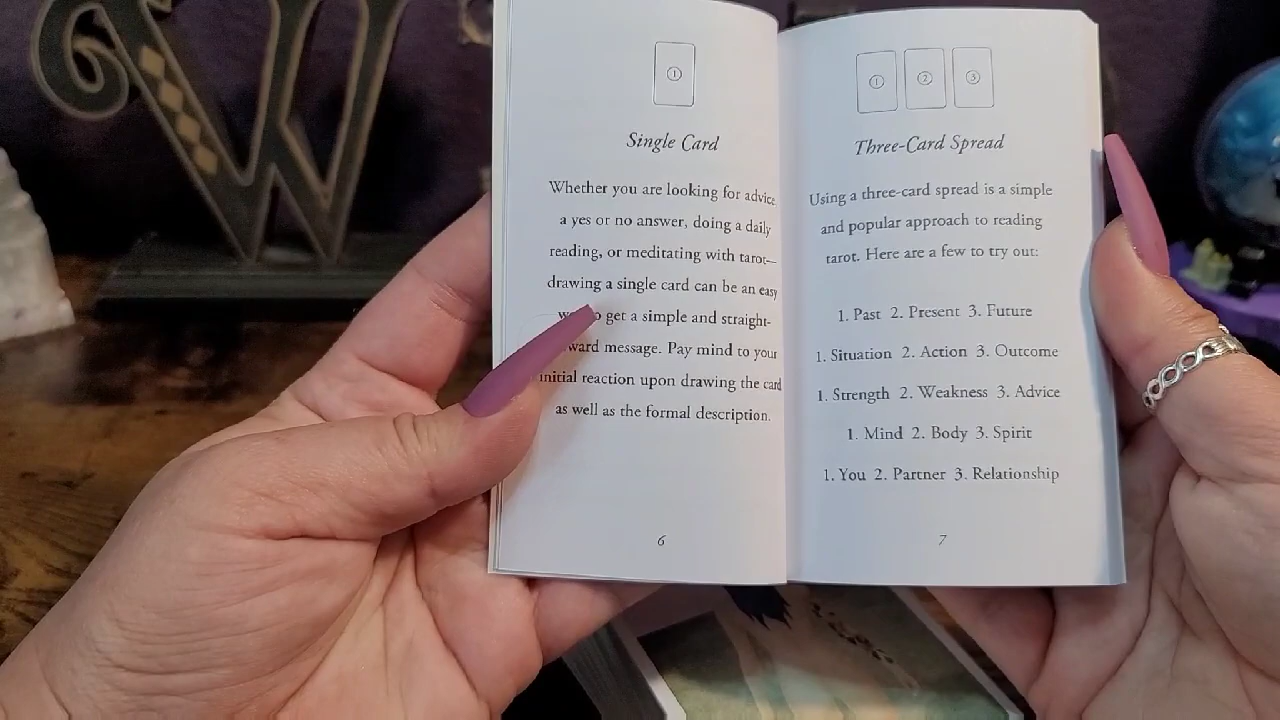 W
①
Single Card
Whether you are looking for advice
a yes or no answer, doing a daily
reading, or meditating with tarot—
drawing a single card can be an easy
get a simple and straight-
ward message. Pay mind to your
initial reaction upon drawing the card
as well as the formal description.
6
① ② ③
Three-Card Spread
Using a three-card spread is a simple
and popular approach to reading
tarot. Here are a few to try out:
1. Past 2. Present 3. Future
1. Situation 2. Action 3. Outcome
1. Strength 2. Weakness 3. Advice
1. Mind 2. Body 3. Spirit
1. You 2. Partner 3. Relationship
7